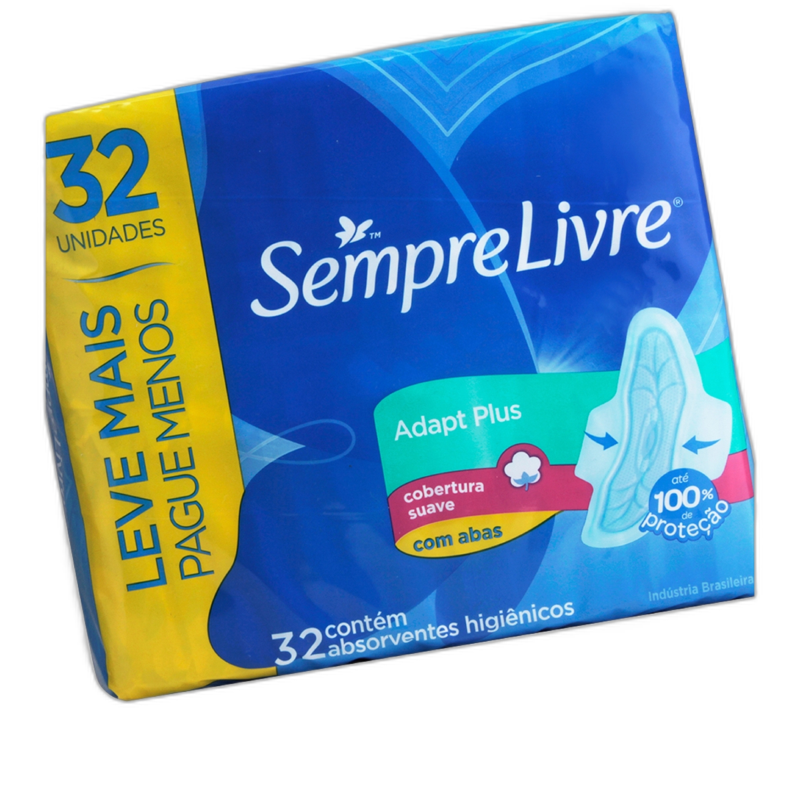 32
UNIDADES
LEVE MAIS
PAGUE MENOS
SempreLivre®
TM
Adapt Plus
cobertura
suave
com abas
até
100%
de
proteção
Indústria Brasileira
32 contém
absorventes higiênicos